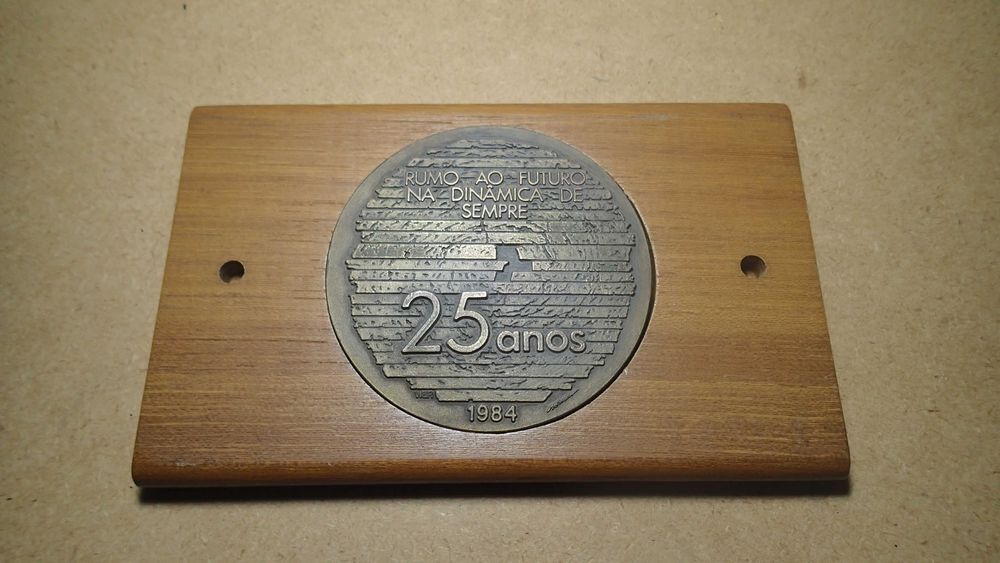 RUMO AO FUTURO
NA DINÂMICA DE
SEMPRE
25 anos
1984